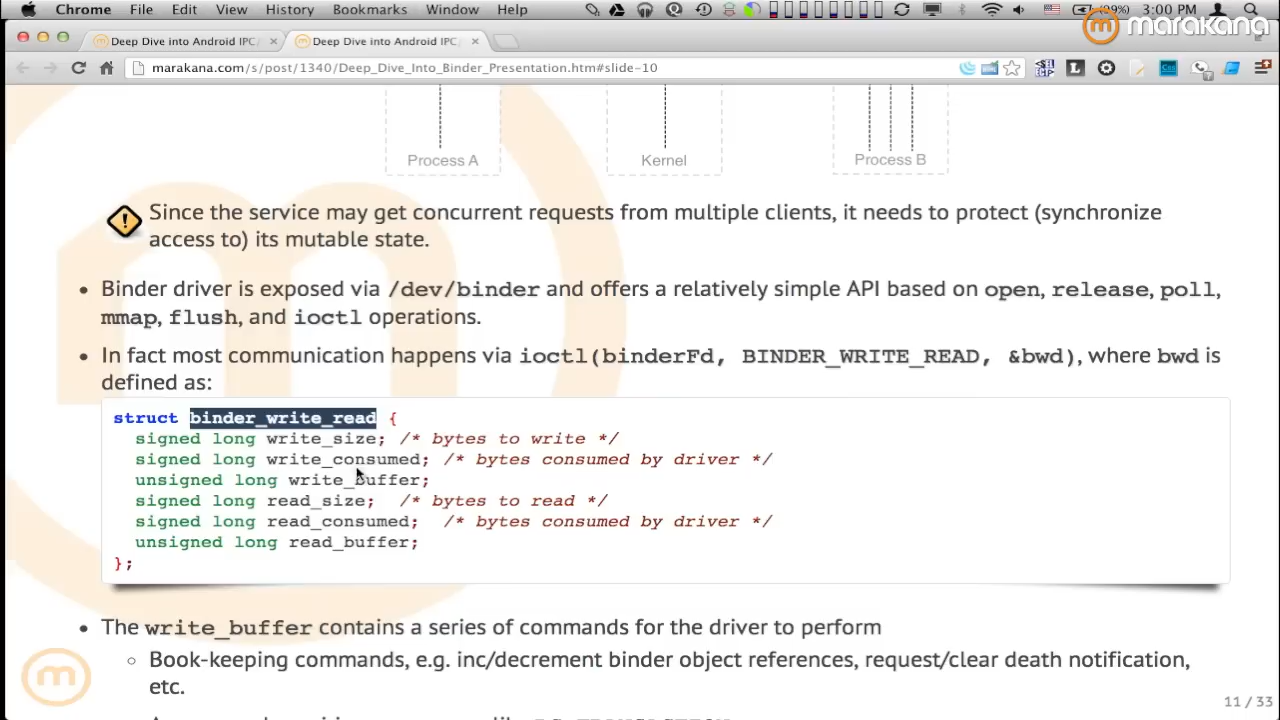 Chrome File Edit View History Bookmarks Window Help (99%) 3:00 PM
marakana
Deep Dive into Android IPC/ Deep Dive into Android IPC/
marakana.com/s/post/1340/Deep_Dive_Into_Binder_Presentation.htm#slide-10
Process A Kernel Process B
Since the service may get concurrent requests from multiple clients, it needs to protect (synchronize
access to) its mutable state.
• Binder driver is exposed via /dev/binder and offers a relatively simple API based on open, release, poll,
mmap, flush, and ioctl operations.
• In fact most communication happens via ioctl(binderFd, BINDER_WRITE_READ, &bwd), where bwd is
defined as:
struct binder_write_read {
signed long write_size; /* bytes to write */
signed long write_consumed; /* bytes consumed by driver */
unsigned long write_buffer;
signed long read_size; /* bytes to read */
signed long read_consumed; /* bytes consumed by driver */
unsigned long read_buffer;
};
• The write_buffer contains a series of commands for the driver to perform
◦ Book-keeping commands, e.g. inc/decrement binder object references, request/clear death notification,
etc.
11 / 33